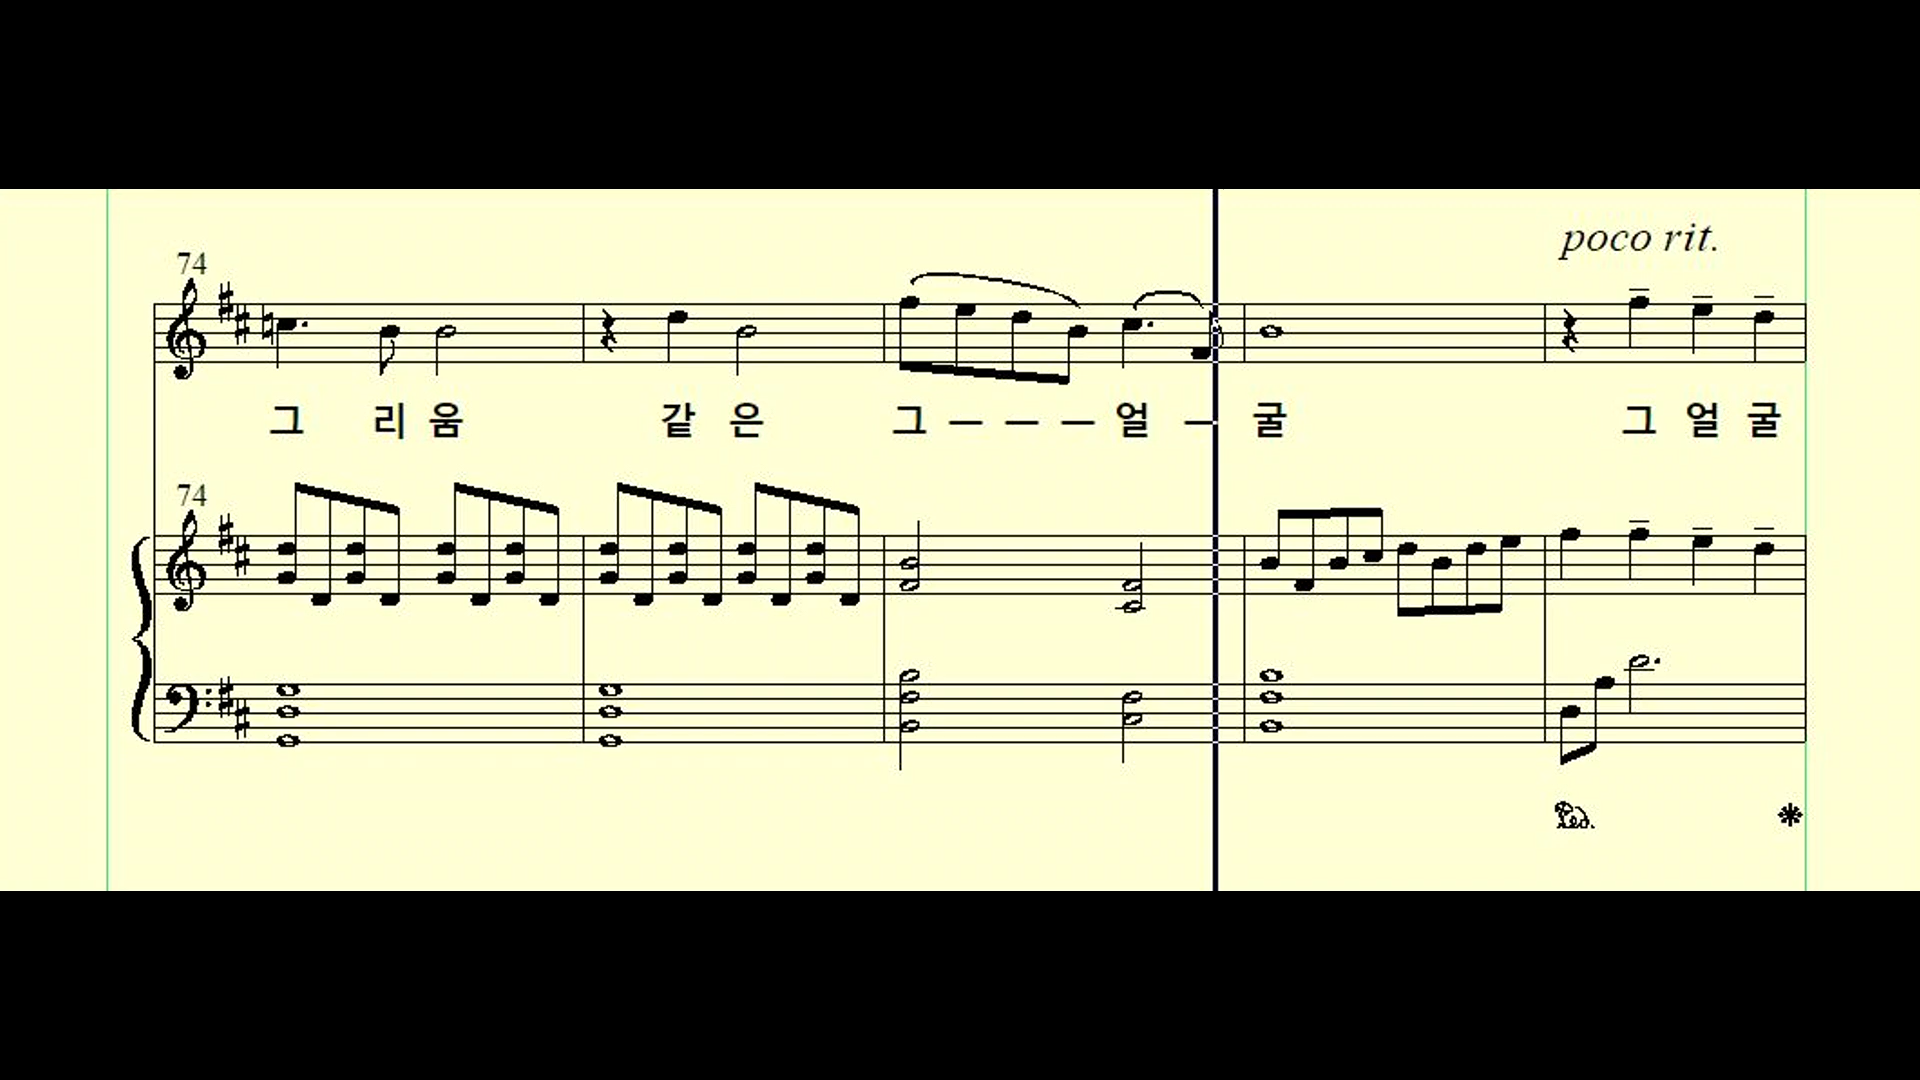 poco rit.
74
그 리 움 같 은 그 — — — 얼 — 굴 그 얼 굴
74
Ped. *